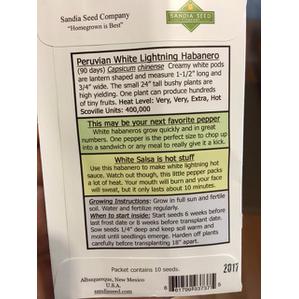 Sandia Seed Company
"Homegrown is Best"
SANDIA SEED
COMPANY
Peruvian White Lightning Habanero
(90 days) Capsicum chinense Creamy white pods
are lantern shaped and measure 1-1/2" long and
3/4" wide. The small 24" tall bushy plants are
high yielding. One plant can produce hundreds
of tiny fruits. Heat Level: Very, Very, Extra, Hot
Scoville Units: 400,000
This may be your next favorite pepper
White habaneros grow quickly and in great
numbers. One pepper is the perfect size to chop up
into a sandwich or any meal to really give it a kick.
White Salsa is hot stuff
Use this habanero to make white lightning hot
sauce. Watch out though, this little pepper packs
a lot of heat. Your mouth will burn and your face
will sweat, but it only lasts about 10 minutes.
Growing Instructions: Grow in full sun and fertile
soil. Water and fertilize regularly.
When to start inside: Start seeds 6 weeks before
last frost date or 8 weeks before transplant date.
Sow seeds 1/4" deep and keep soil warm and
moist until seedlings emerge. Harden off plants
carefully before transplanting 18" apart.
2017
Packet contains 10 seeds.
Albuquerque, New Mexico
U.S.A.
sandiaseed.com